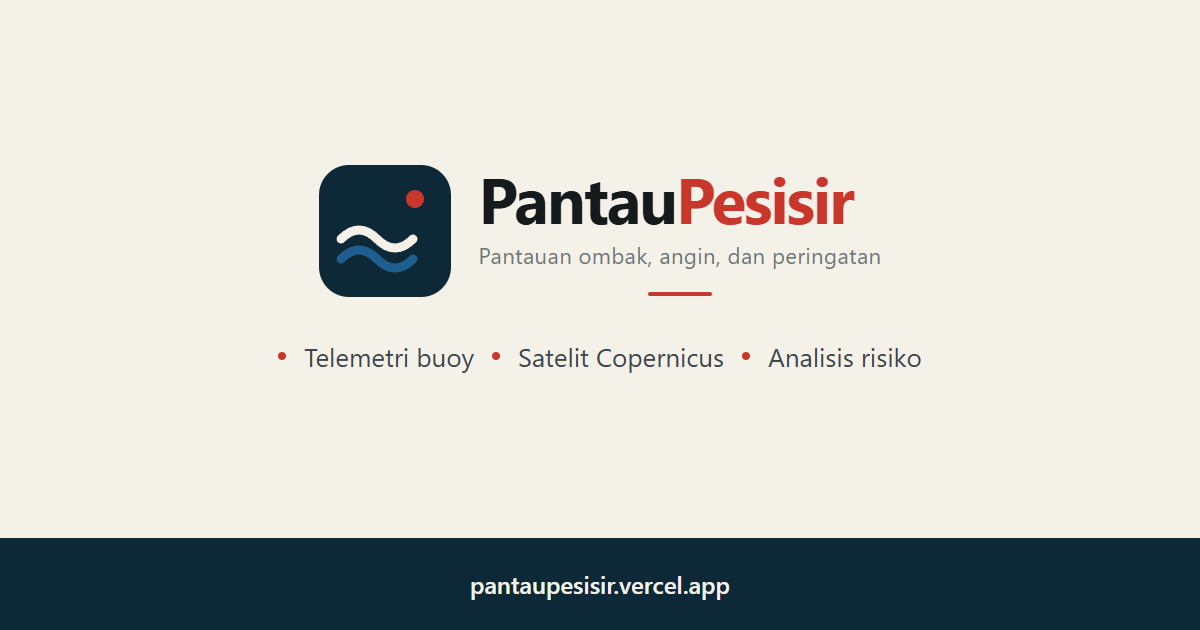 PantauPesisir
Pantauan ombak, angin, dan peringatan
• Telemetri buoy • Satelit Copernicus • Analisis risiko
pantaupesisir.vercel.app